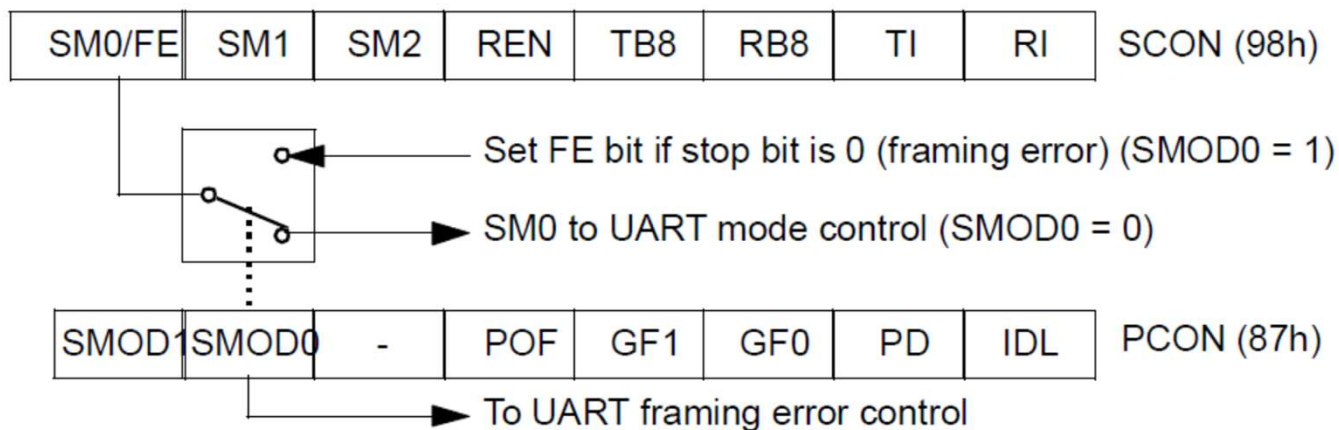 SM0/FE SM1 SM2 REN TB8 RB8 TI RI SCON (98h)
Set FE bit if stop bit is 0 (framing error) (SMOD0 = 1)
SM0 to UART mode control (SMOD0 = 0)
SMOD1 SMOD0 - POF GF1 GF0 PD IDL PCON (87h)
To UART framing error control